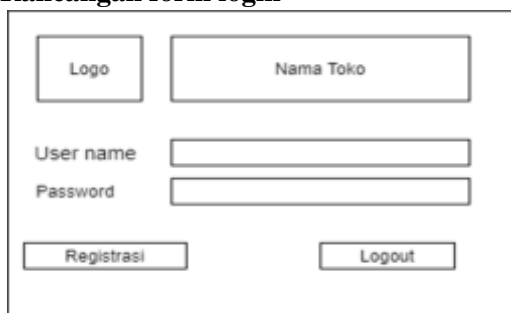 Rancangan form login
Logo
Nama Toko
User name
Password
Registrasi
Logout